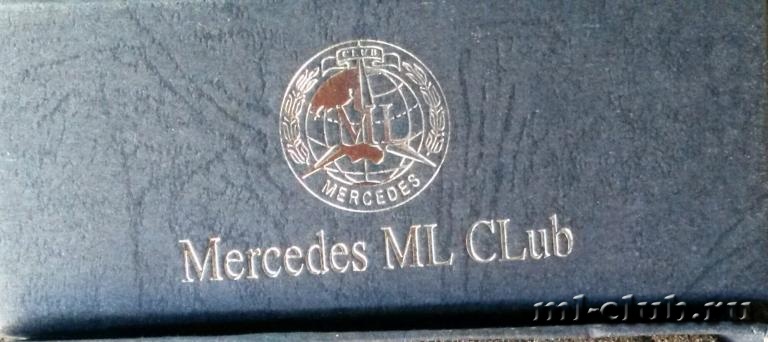 CLUB
ML
MERCEDES
Mercedes ML CLub
ml-club.ru